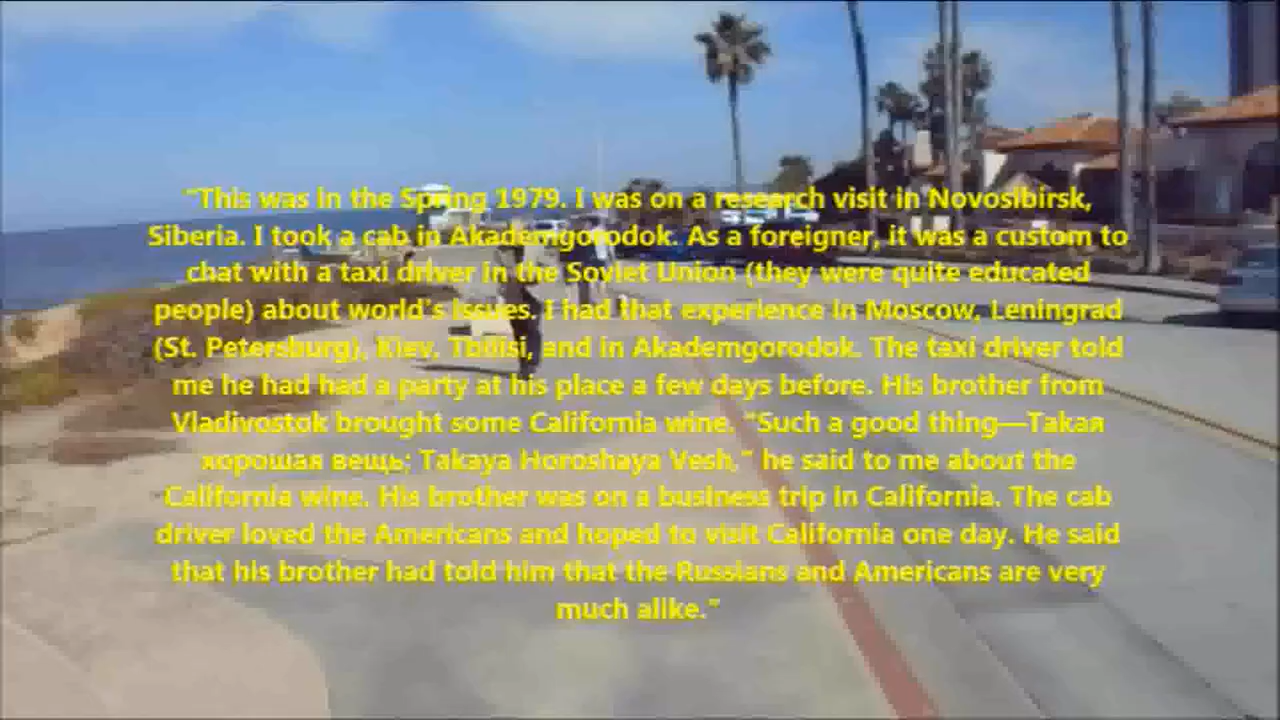 "This was in the Spring 1979. I was on a research visit in Novosibirsk,
Siberia. I took a cab in Akademgorodok. As a foreigner, it was a custom to
chat with a taxi driver in the Soviet Union (they were quite educated
people) about world's issues. I had that experience in Moscow, Leningrad
(St. Petersburg), Kiev, Tbilisi, and in Akademgorodok. The taxi driver told
me he had had a party at his place a few days before. His brother from
Vladivostok brought some California wine. "Such a good thing—Такая
хорошая вещь; Takaya Horoshaya Vesh," he said to me about the
California wine. His brother was on a business trip in California. The cab
driver loved the Americans and hoped to visit California one day. He said
that his brother had told him that the Russians and Americans are very
much alike."